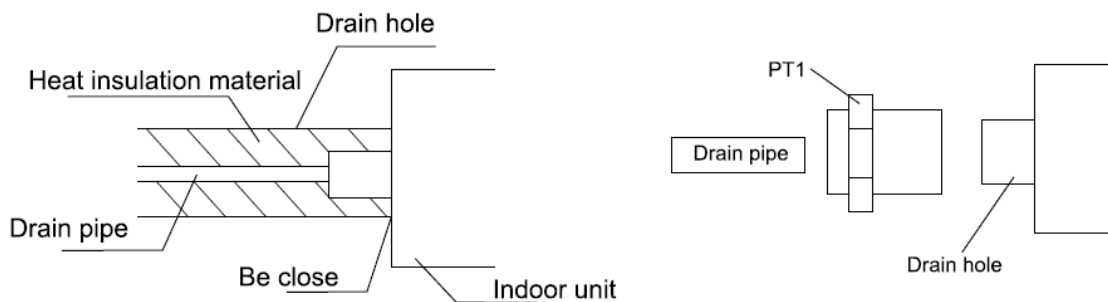 Drain hole
Heat insulation material
Drain pipe
Be close
Indoor unit
PT1
Drain pipe
Drain hole